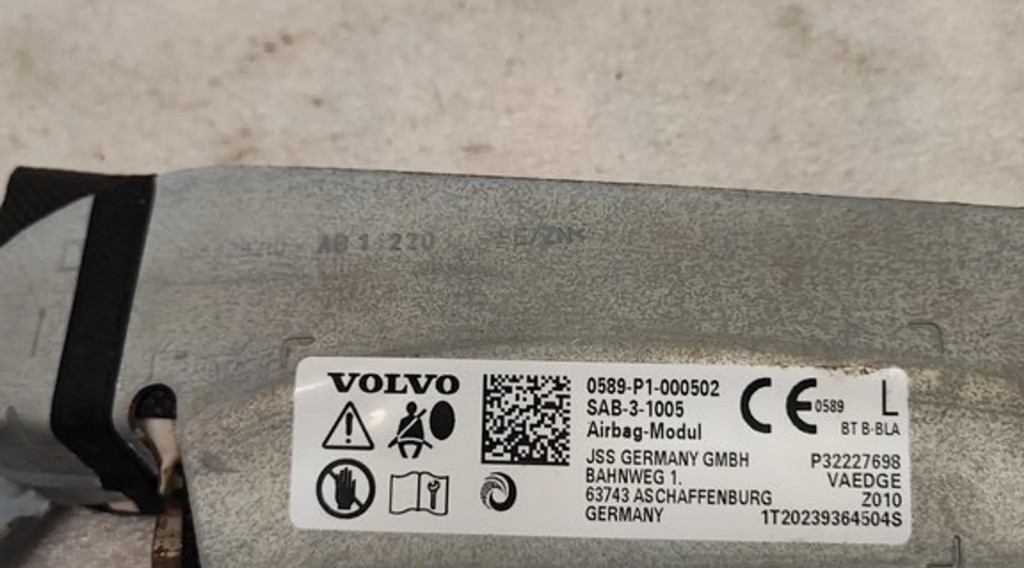 AB 1 220 >E/ZN<
VOLVO
0589-P1-000502
SAB-3-1005
Airbag-Modul
JSS GERMANY GMBH
BAHNWEG 1.
63743 ASCHAFFENBURG
GERMANY
CE 0589
L
BT B-BLA
P32227698
VAEDGE
Z010
1T20239364504S